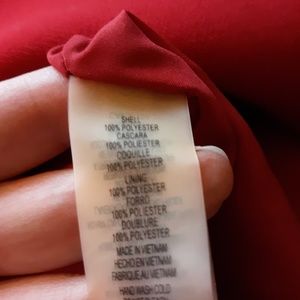 SHELL
100% POLYESTER
CASCARA
100% POLIESTER
COQUILLE
100% POLYESTER
LINING
100% POLYESTER
FORRO
100% POLIESTER
DOUBLURE
100% POLYESTER
MADE IN VIETNAM
HECHO EN VIETNAM
FABRIQUE AU VIETNAM
HAND WASH COLD